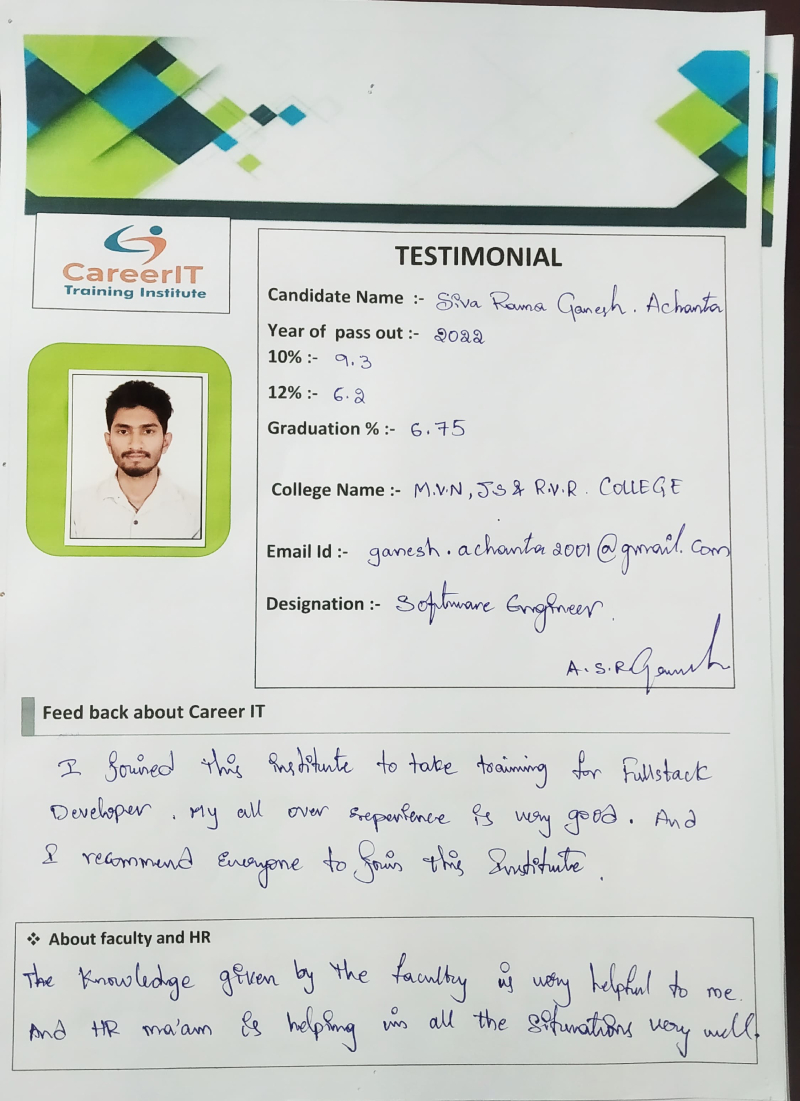 CareerIT
Training Institute
TESTIMONIAL
Candidate Name :- Siva Rama Ganesh. Achanta
Year of pass out :- 2022
10% :- 9.3
12% :- 6.2
Graduation % :- 6.75
College Name :- M.V.N, JS & R.V.R. COLLEGE
Email Id :- ganesh.achanta2001@gmail.com
Designation :- Software Engineer.
A.S.R Ganesh
Feed back about Career IT
I joined this institute to take training for Fullstack
Developer. My all over experience is very good. And
I recommend Everyone to join this Institute.
❖ About faculty and HR
The Knowledge given by the faculty is very helpful to me.
And HR ma'am is helping in all the situvations very well.